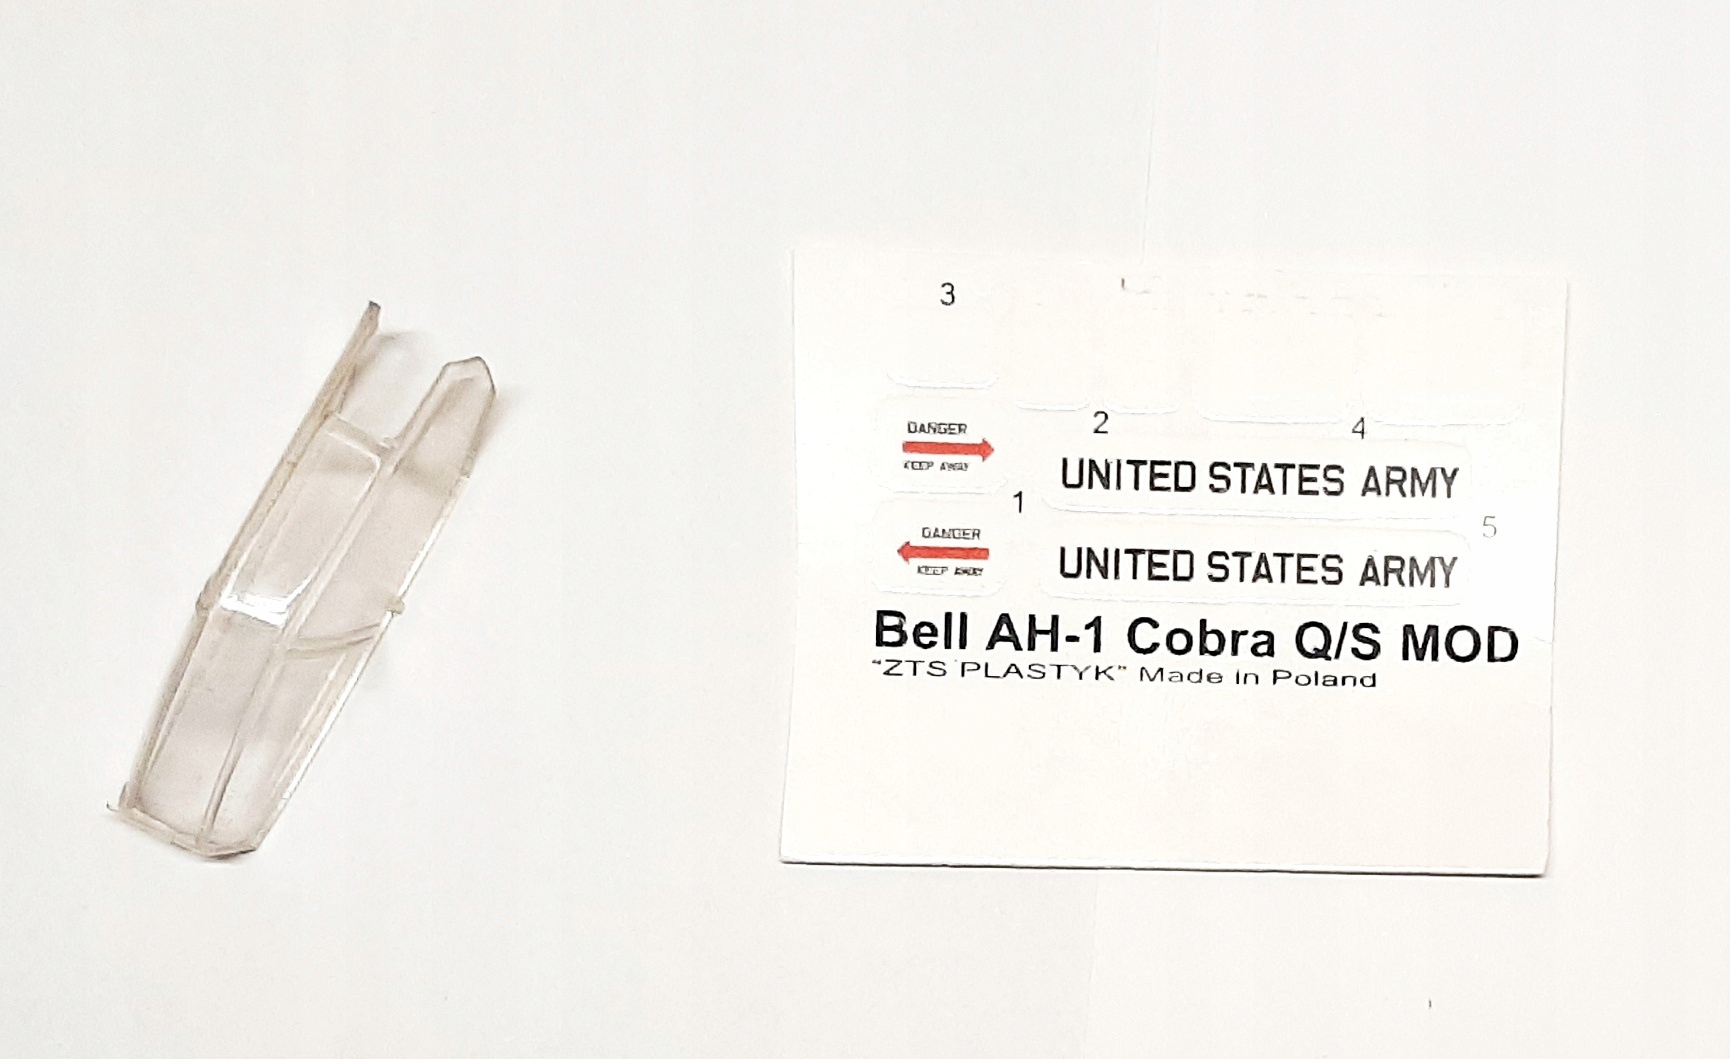 3
DANGER
KEEP AWAY
2
4
UNITED STATES ARMY
1
5
DANGER
KEEP AWAY
UNITED STATES ARMY
Bell AH-1 Cobra Q/S MOD
"ZTS PLASTYK" Made in Poland